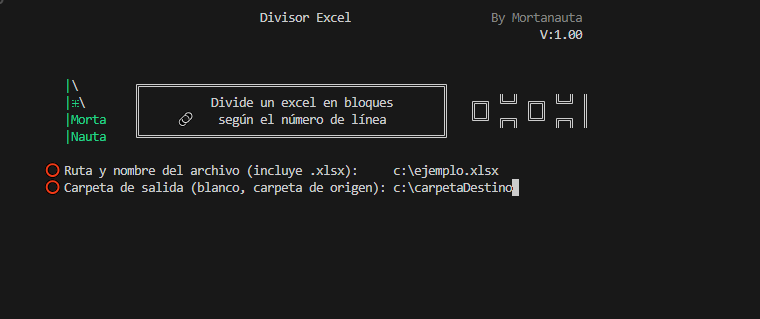 Divisor Excel By Mortanauta
V:1.00
Divide un excel en bloques
según el número de línea
Morta
Nauta
Ruta y nombre del archivo (incluye .xlsx): c:\ejemplo.xlsx
Carpeta de salida (blanco, carpeta de origen): c:\carpetaDestino